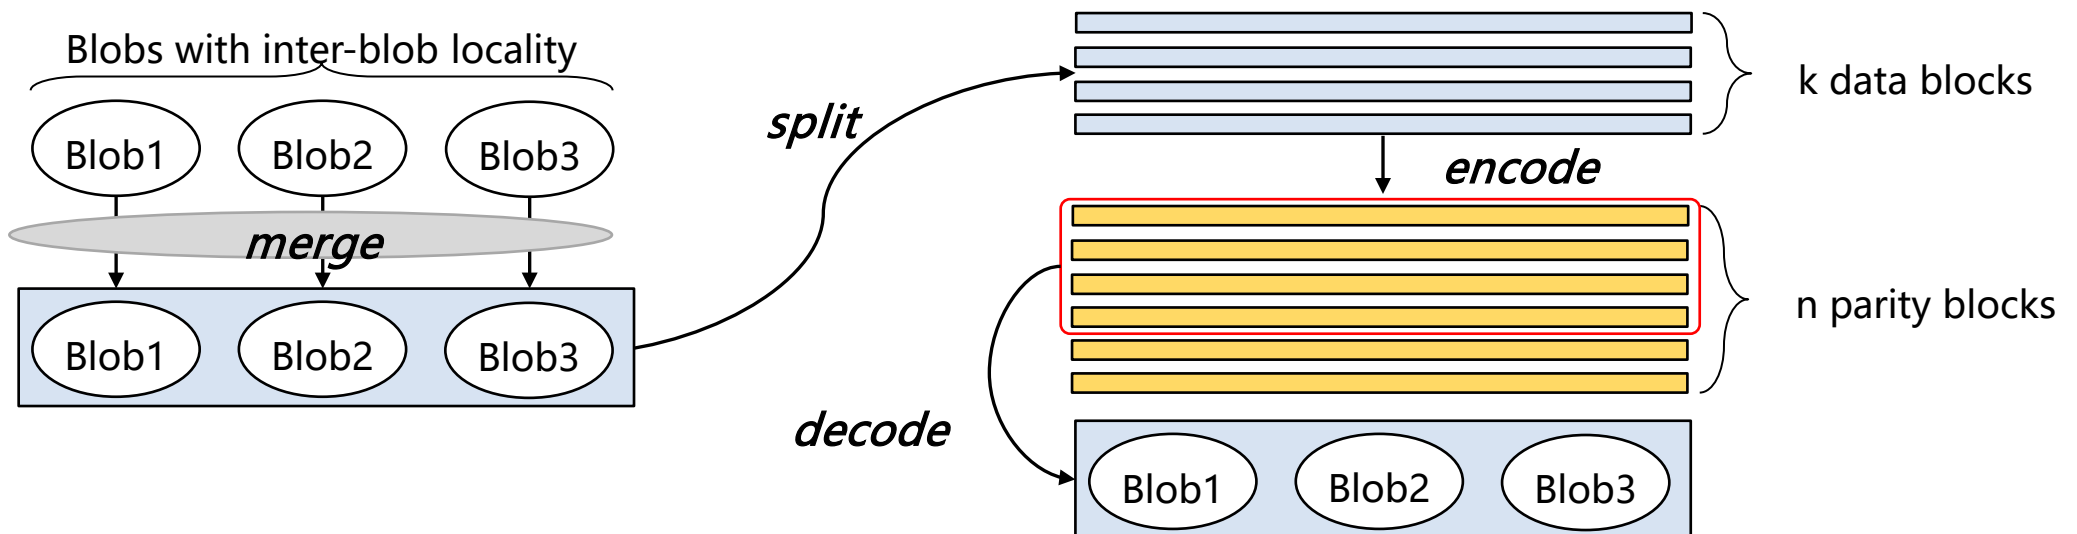 Blobs with inter-blob locality
Blob1
Blob2
Blob3
merge
Blob1
Blob2
Blob3
split
k data blocks
encode
n parity blocks
decode
Blob1
Blob2
Blob3